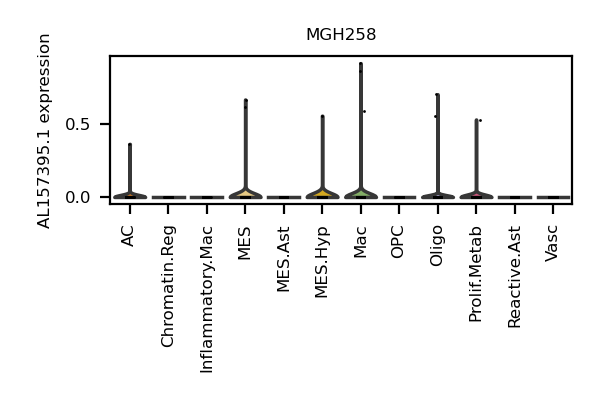 MGH258
AL157395.1 expression
0.5
0.0
AC
Chromatin.Reg
Inflammatory.Mac
MES
MES.Ast
MES.Hyp
Mac
OPC
Oligo
Prolif.Metab
Reactive.Ast
Vasc